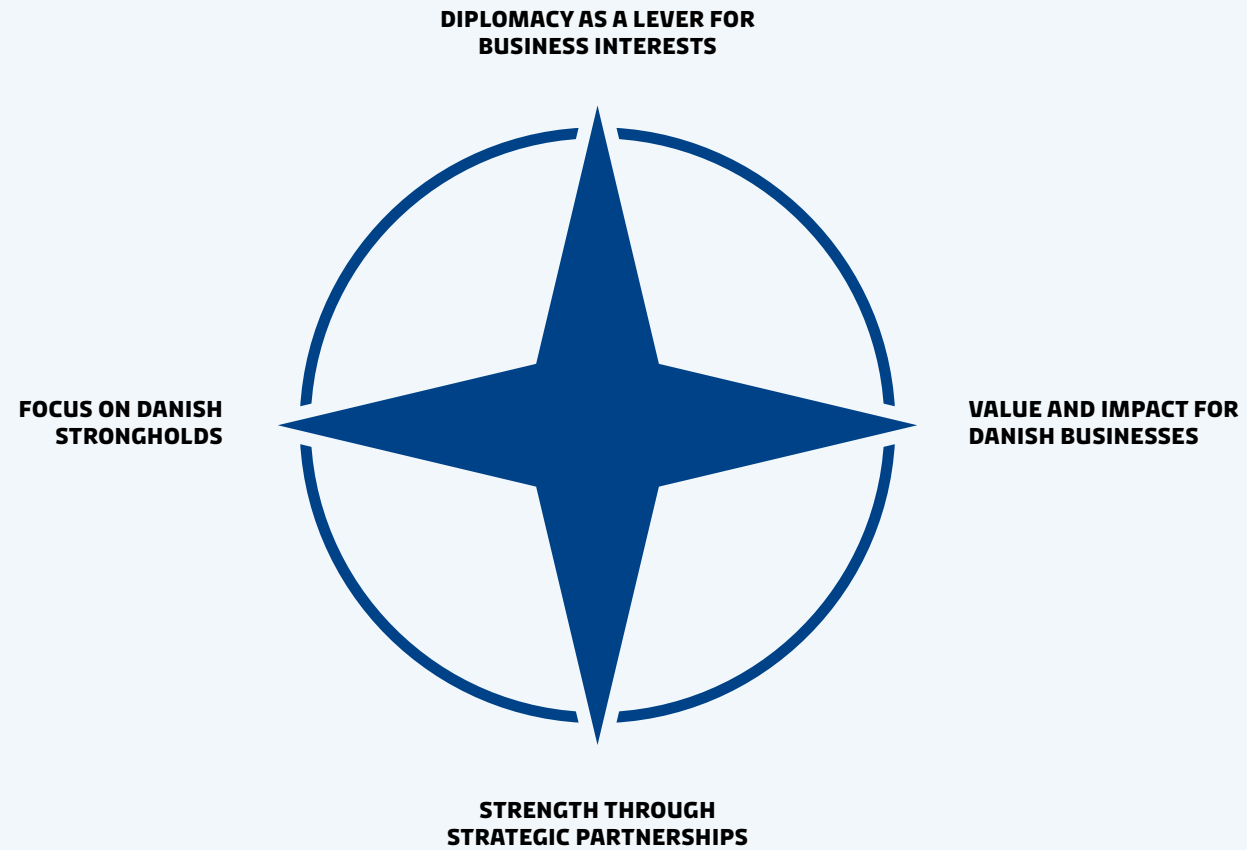 DIPLOMACY AS A LEVER FOR
BUSINESS INTERESTS
FOCUS ON DANISH
STRONGHOLDS
VALUE AND IMPACT FOR
DANISH BUSINESSES
STRENGTH THROUGH
STRATEGIC PARTNERSHIPS